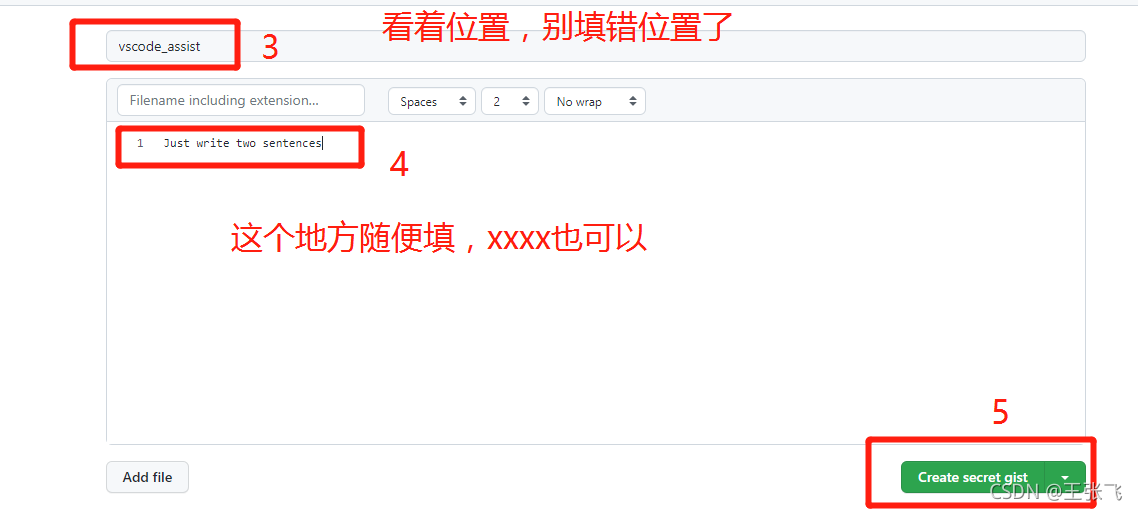 看着位置，别填错位置了
vscode_assist
3
Filename including extension...
Spaces
2
No wrap
1 Just write two sentences
4
这个地方随便填，xxxx也可以
5
Add file
Create secret gist
CSDN @王张飞